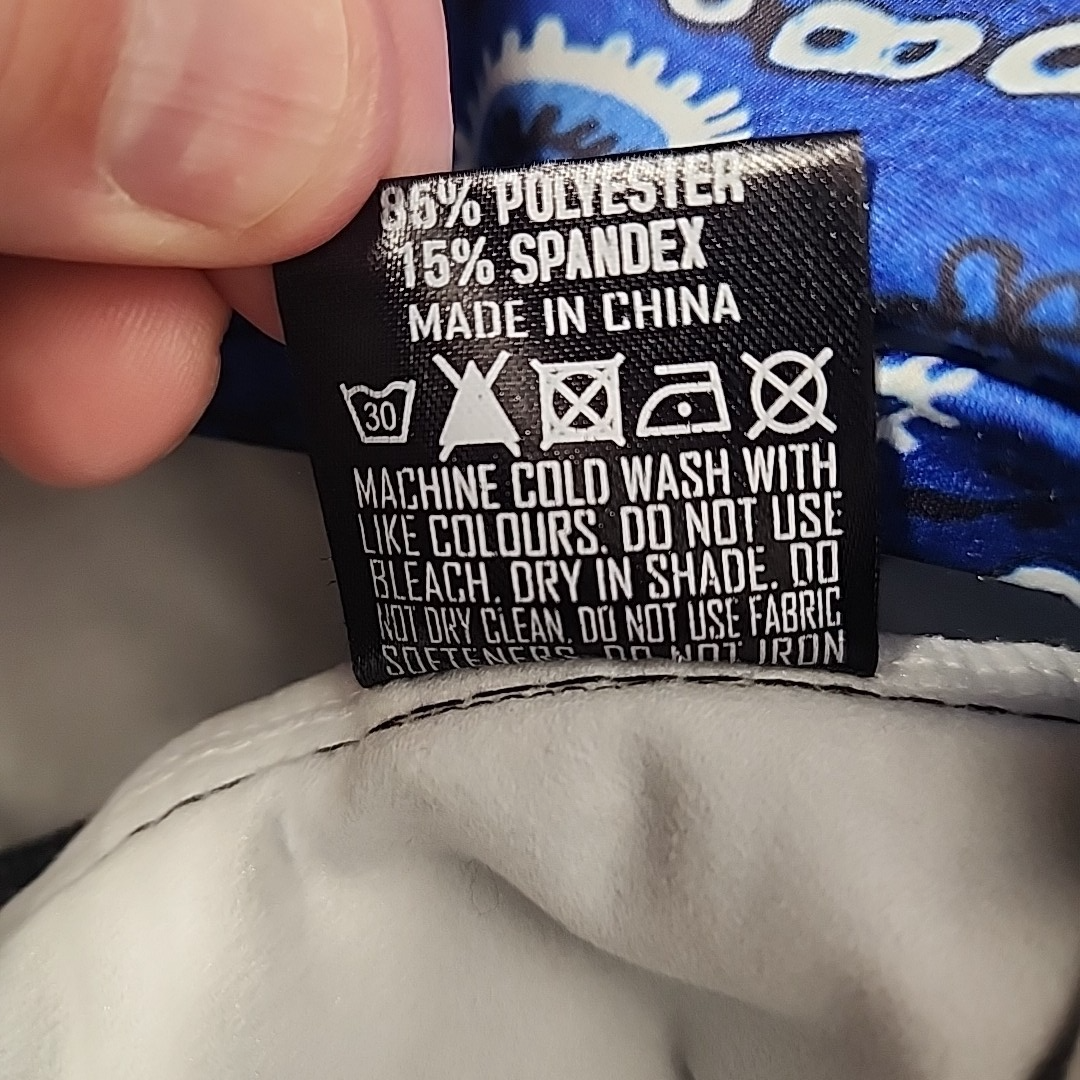 85% POLYESTER
15% SPANDEX
MADE IN CHINA
30
MACHINE COLD WASH WITH
LIKE COLOURS. DO NOT USE
BLEACH. DRY IN SHADE. DO
NOT DRY CLEAN. DO NOT USE FABRIC
SOFTENERS. DO NOT IRON